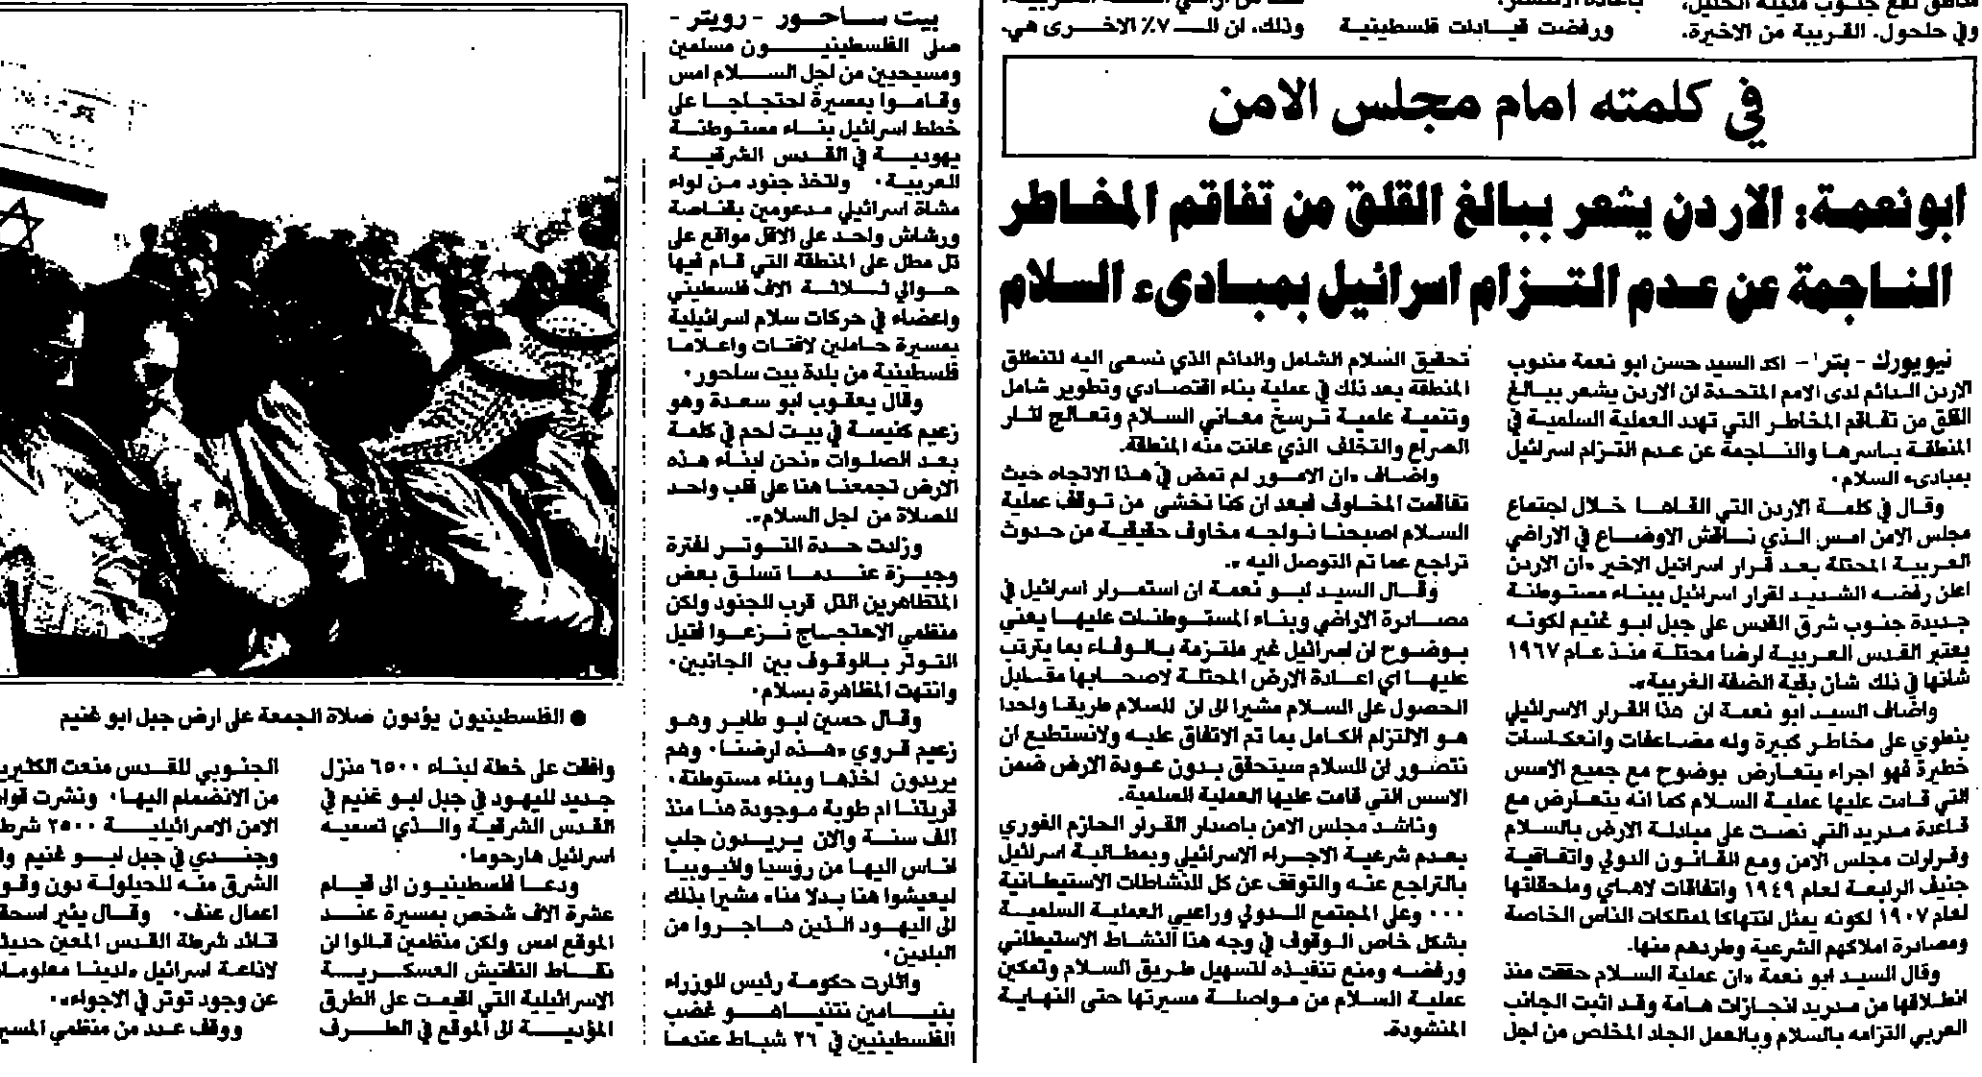 مناطق تقع جنوب مدينة الخليل،
وفي حلحول. القريبة من الاخيرة.
ورفضت قيادات فلسطينية
وذلك، ان الـ ٧٪ الاخرى هي.
في كلمته امام مجلس الامن
ابونعمة: الاردن يشعر ببالغ القلق من تفاقم المخاطر
الناجمة عن عدم التزام اسرائيل بمبادىء السلام
نيويورك - بترا - اكد السيد حسن ابو نعمة مندوب
الاردن الدائم لدى الامم المتحدة ان الاردن يشعر ببالغ
القلق من تفاقم المخاطر التي تهدد العملية السلمية في
المنطقة بأسرها والناجمة عن عدم التزام اسرائيل
بمبادىء السلام.
وقال في كلمة الاردن التي القاها خلال اجتماع
مجلس الامن امس الذي ناقش الاوضاع في الاراضي
العربية المحتلة بعد قرار اسرائيل الاخير «ان الاردن
اعلن رفضه الشديد لقرار اسرائيل ببناء مستوطنة
جديدة جنوب شرق القدس على جبل ابو غنيم لكونه
يعتبر القدس العربية ارضا محتلة منذ عام ١٩٦٧
شانها في ذلك شان بقية الضفة الغربية».
واضاف السيد ابو نعمة ان هذا القرار الاسرائيلي
ينطوي على مخاطر كبيرة وله مضاعفات وانعكاسات
خطيرة فهو اجراء يتعارض بوضوح مع جميع الاسس
التي قامت عليها عملية السلام كما انه يتعارض مع
قاعدة مدريد التي نصت على مبادلة الارض بالسلام
وقرارات مجلس الامن ومع القانون الدولي واتفاقية
جنيف الرابعة لعام ١٩٤٩ واتفاقات لاهاي وملحقاتها
لعام ١٩٠٧ لكونه يمثل انتهاكا لممتلكات الناس الخاصة
ومصادرة املاكهم الشرعية وطردهم منها.
وقال السيد ابو نعمة «ان عملية السلام حققت منذ
انطلاقها من مدريد انجازات هامة وقد اثبت الجانب
العربي التزامه بالسلام وبالعمل الجاد المخلص من اجل
تحقيق السلام الشامل والدائم الذي نسعى اليه لتنطلق
المنطقة بعد ذلك في عملية بناء اقتصادي وتطوير شامل
وتنمية علمية ترسخ معاني السلام وتعالج اثار
الصراع والتخلف الذي عانت منه المنطقة.
واضاف «ان الامور لم تمض في هذا الاتجاه حيث
تفاقمت المخاوف فبعد ان كنا نخشى من توقف عملية
السلام اصبحنا نواجه مخاوف حقيقية من حدوث
تراجع عما تم التوصل اليه ».
وقال السيد ابو نعمة ان استمرار اسرائيل في
مصادرة الاراضي وبناء المستوطنات عليها يعني
بوضوح ان اسرائيل غير ملتزمة بالوفاء بما يترتب
عليها اي اعادة الارض المحتلة لاصحابها مقابل
الحصول على السلام مشيرا الى ان للسلام طريقا واحدا
هو الالتزام الكامل بما تم الاتفاق عليه ولانستطيع ان
نتصور ان السلام سيتحقق بدون عودة الارض ضمن
الاسس التي قامت عليها العملية السلمية.
وناشد مجلس الامن باصدار القرار الحازم الفوري
بعدم شرعية الاجراء الاسرائيلي وبمطالبة اسرائيل
بالتراجع عنه والتوقف عن كل النشاطات الاستيطانية
... وعلى المجتمع الدولي وراعيي العملية السلمية
بشكل خاص الوقوف في وجه هذا النشاط الاستيطاني
ورفضه ومنع تنفيذه لتسهيل طريق السلام وتمكين
عملية السلام من مواصلة مسيرتها حتى النهاية
المنشودة.
بيت ساحور - رويتر -
صلى الفلسطينيون مسلمين
ومسيحيين من اجل السلام امس
وقاموا بمسيرة احتجاجا على
خطط اسرائيل بناء مستوطنة
يهودية في القدس الشرقية
العربية. واتخذ جنود من لواء
مشاة اسرائيلي مدعومين بقناصة
ورشاش واحد على الاقل مواقع على
تل مطل على المنطقة التي قام فيها
حوالي ثلاثة الاف فلسطيني
واعضاء في حركات سلام اسرائيلية
بمسيرة حاملين لافتات واعلاما
فلسطينية من بلدة بيت ساحور.
وقال يعقوب ابو سعدة وهو
زعيم كنيسة في بيت لحم في كلمة
بعد الصلوات «نحن ابناء هذه
الارض تجمعنا هنا على قلب واحد
للصلاة من اجل السلام».
وزادت حدة التوتر لفترة
وجيزة عندما تسلق بعض
المتظاهرين التل قرب الجنود ولكن
منظمي الاحتجاج نزعوا فتيل
التوتر بالوقوف بين الجانبين.
وانتهت المظاهرة بسلام.
وقال حسين ابو طاير وهو
زعيم قروي «هذه ارضنا. وهم
يريدون اخذها وبناء مستوطنة.
قريتنا ام طوبة موجودة هنا منذ
الف سنة والان يريدون جلب
اناس اليها من روسيا واثيوبيا
ليعيشوا هنا بدلا منا» مشيرا بذلك
الى اليهود الذين هاجروا من
البلدين.
واثارت حكومة رئيس الوزراء
بنيامين نتنياهو غضب
الفلسطينيين في ٢٦ شباط عندما
● الفلسطينيون يؤدون صلاة الجمعة على ارض جبل ابو غنيم
وافقت على خطة لبناء ٦٥٠٠ منزل
جديد لليهود في جبل ابو غنيم في
القدس الشرقية والذي تسميه
اسرائيل هارحوما.
ودعا فلسطينيون الى قيام
عشرة الاف شخص بمسيرة عند
الموقع امس ولكن منظمين قالوا ان
نقاط التفتيش العسكرية
الاسرائيلية التي اقيمت على الطرق
المؤدية الى الموقع في الطرف
الجنوبي للقدس منعت
من الانضمام اليها. ونشرت
الامن الاسرائيلية ٢٥٠٠
وجندي في جبل ابو غنيم
الشرق منه للحيلولة دون
اعمال عنف. وقال يئير
قائد شرطة القدس المعين
لاذاعة اسرائيل «لدينا
عن وجود توتر في الاجواء».
ووقف عدد من منظمي